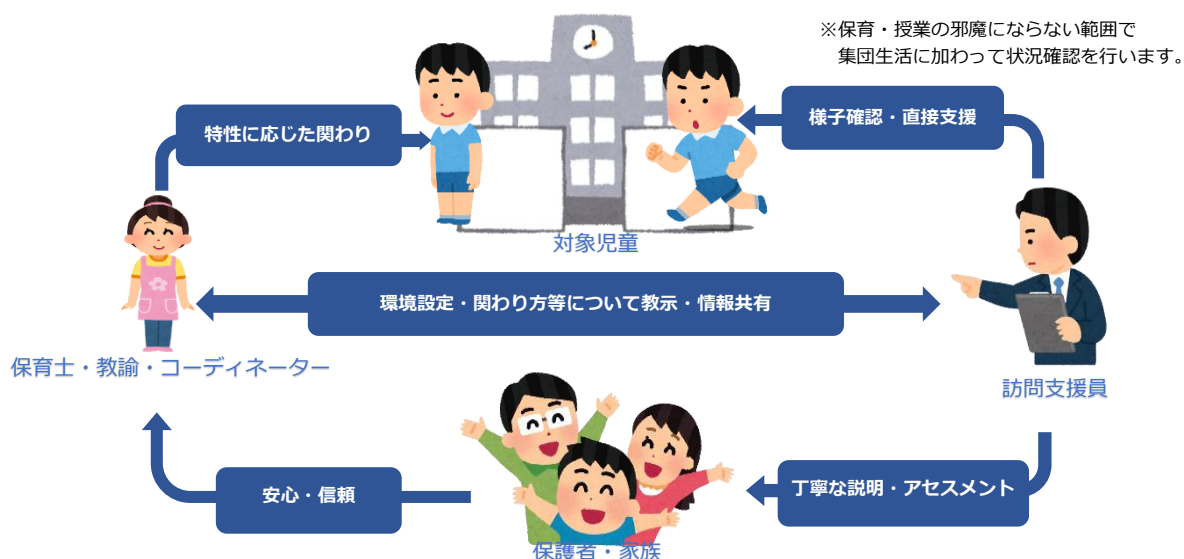 ※保育・授業の邪魔にならない範囲で
集団生活に加わって状況確認を行います。
特性に応じた関わり
様子確認・直接支援
対象児童
環境設定・関わり方等について教示・情報共有
保育士・教諭・コーディネーター
訪問支援員
安心・信頼
丁寧な説明・アセスメント
保護者・家族